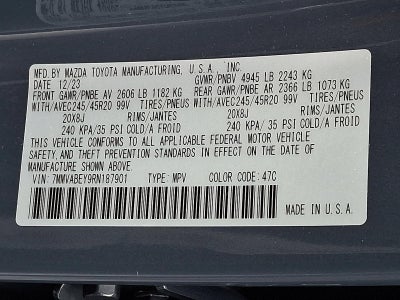 MFD. BY MAZDA TOYOTA MANUFACTURING, U.S.A., INC.
DATE 12/23 GVWR/PNBV 4945 LB 2243 KG
FRONT GAWR/PNBE AV 2606 LB 1182 KG REAR GAWR/PNBE AR 2366 LB 1073 KG
WITH/AVEC245/45R20 99V TIRES/PNEUS WITH/AVEC245/45R20 99V TIRES/PNEUS
20X8J RIMS/JANTES 20X8J RIMS/JANTES
240 KPA/35 PSI COLD/A FROID 240 KPA/35 PSI COLD/A FROID
THIS VEHICLE CONFORMS TO ALL APPLICABLE FEDERAL MOTOR VEHICLE
SAFETY, AND THEFT PREVENTION STANDARDS IN EFFECT ON THE DATE OF
MANUFACTURE SHOWN ABOVE.
VIN: 7MMVABEY9RN187901 TYPE: MPV COLOR CODE: 47C
MADE IN U.S.A.